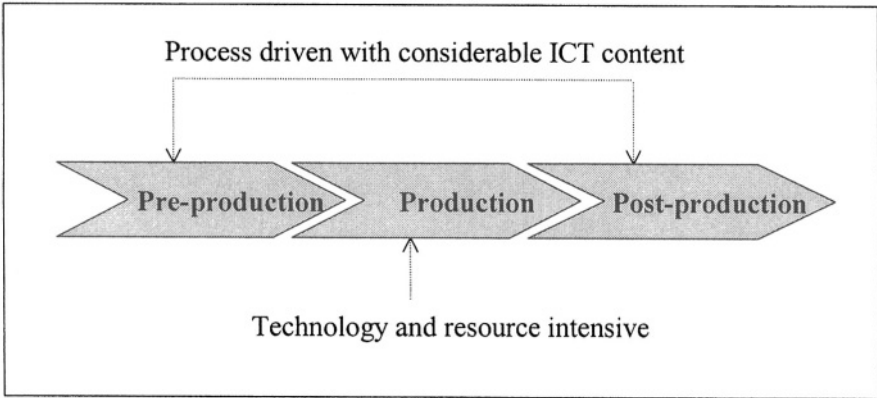 Process driven with considerable ICT content
Pre-production
Production
Post-production
Technology and resource intensive